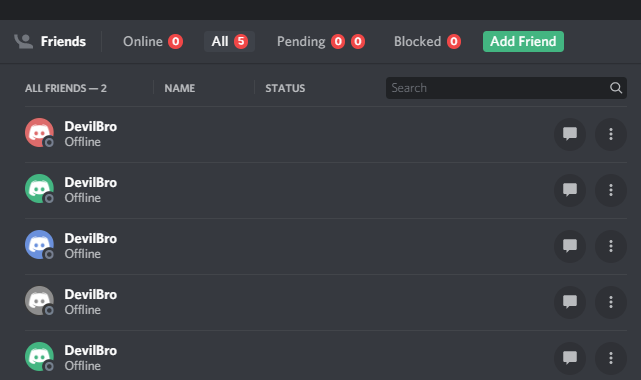 Friends Online 0 All 5 Pending 0 0 Blocked 0 Add Friend
ALL FRIENDS — 2 NAME STATUS Search
DevilBro
Offline
DevilBro
Offline
DevilBro
Offline
DevilBro
Offline
DevilBro
Offline